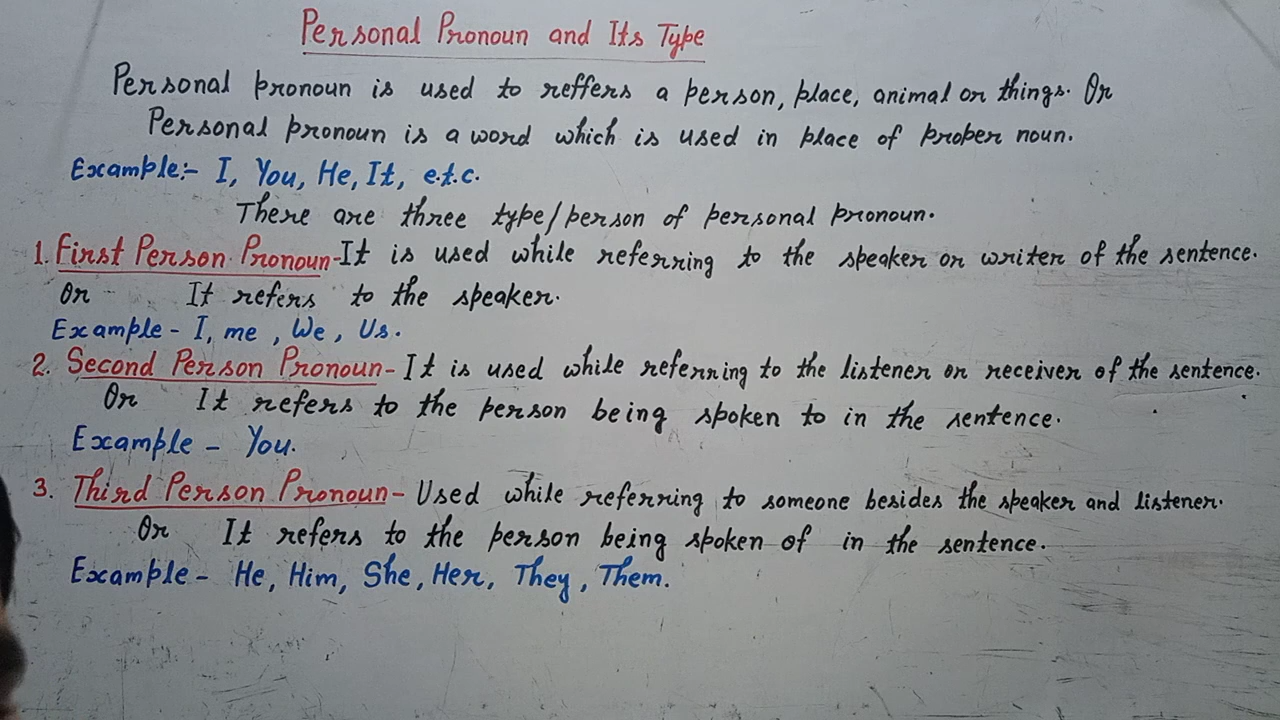 Personal Pronoun and Its Type
Personal pronoun is used to reffers a person, place, animal or things. Or
Personal pronoun is a word which is used in place of proper noun.
Example:- I, You, He, It, e.t.c.
There are three type/person of personal pronoun.
1. First Person Pronoun-It is used while referring to the speaker or writer of the sentence.
Or It refers to the speaker.
Example - I, me, We, Us.
2. Second Person Pronoun- It is used while referring to the listener or receiver of the sentence.
Or It refers to the person being spoken to in the sentence.
Example - You.
3. Third Person Pronoun- Used while referring to someone besides the speaker and listener.
Or It refers to the person being spoken of in the sentence.
Example - He, Him, She, Her, They, Them.